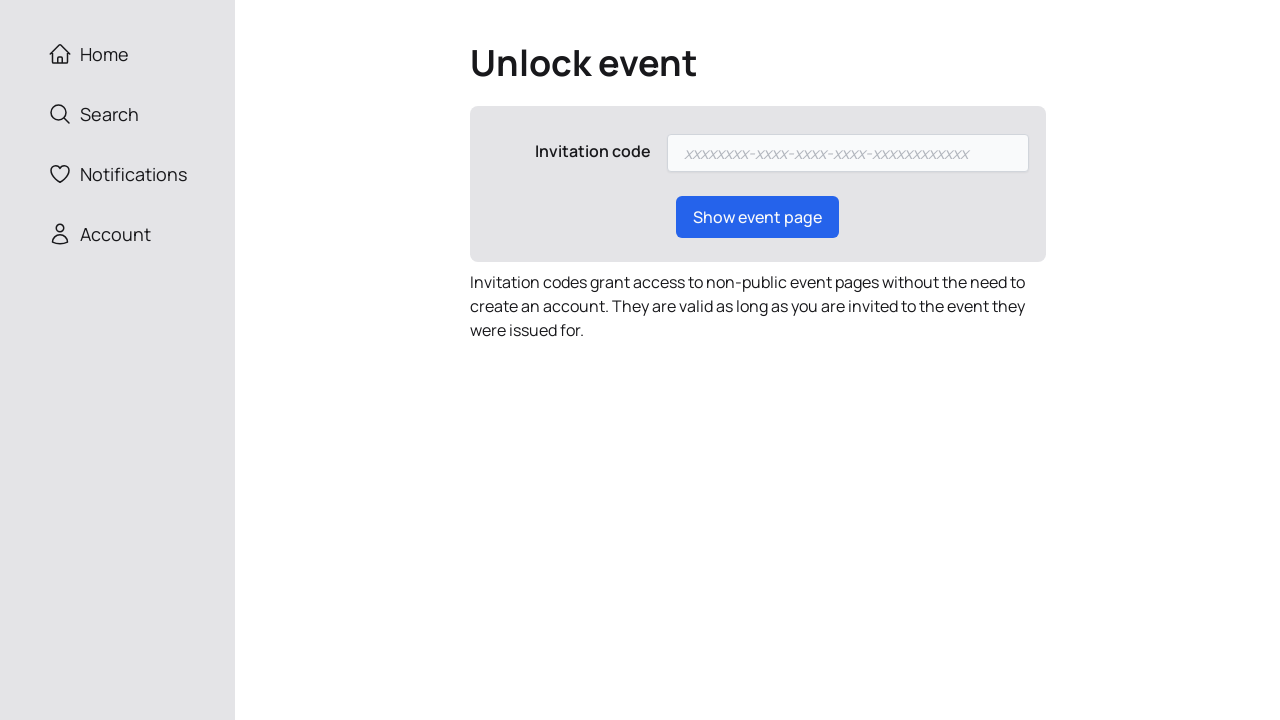 Home
Search
Notifications
Account
Unlock event
Invitation code
xxxxxxxx-xxxx-xxxx-xxxx-xxxxxxxxxxxx
Show event page
Invitation codes grant access to non-public event pages without the need to
create an account. They are valid as long as you are invited to the event they
were issued for.